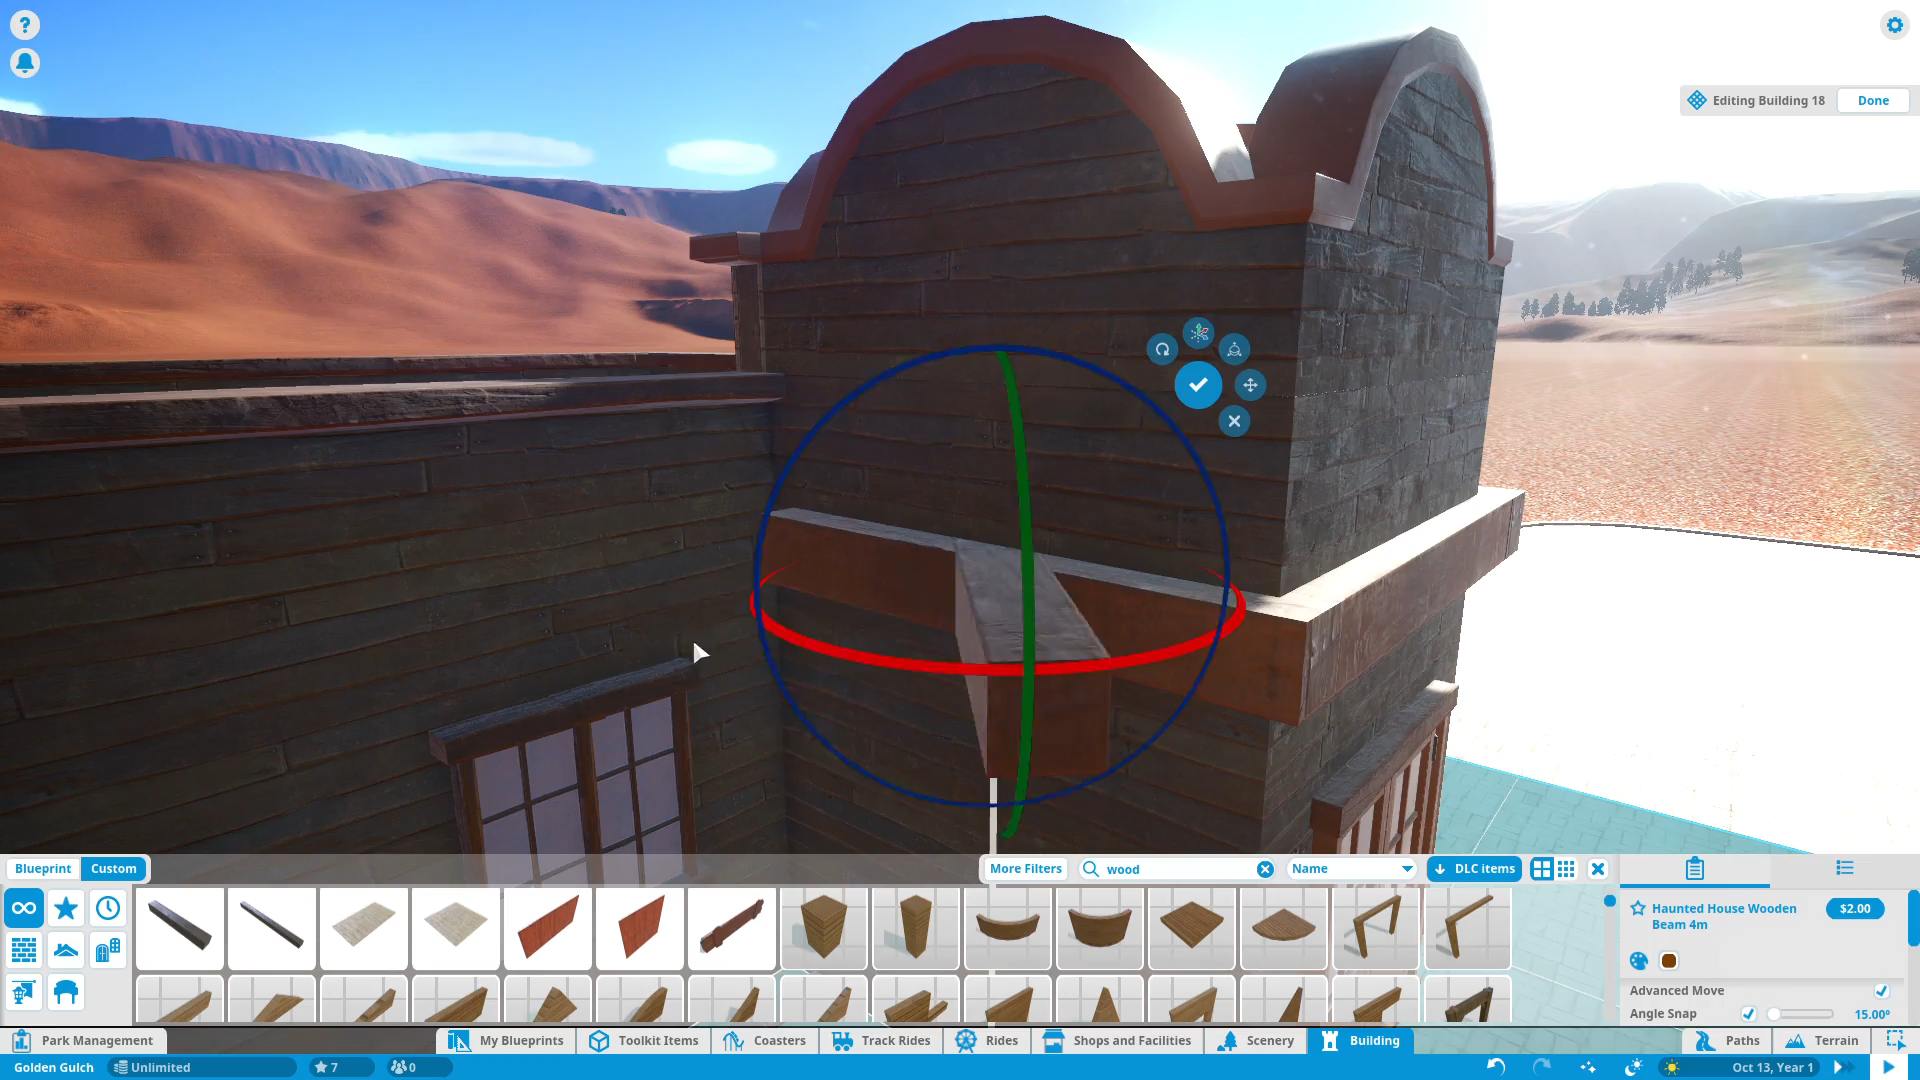 ?
Editing Building 18
Done
Blueprint
Custom
More Filters
wood
Name
DLC items
Haunted House Wooden
Beam 4m
$2.00
Advanced Move
Angle Snap
15.00°
Park Management
My Blueprints
Toolkit Items
Coasters
Track Rides
Rides
Shops and Facilities
Scenery
Building
Paths
Terrain
Golden Gulch
Unlimited
7
0
Oct 13, Year 1